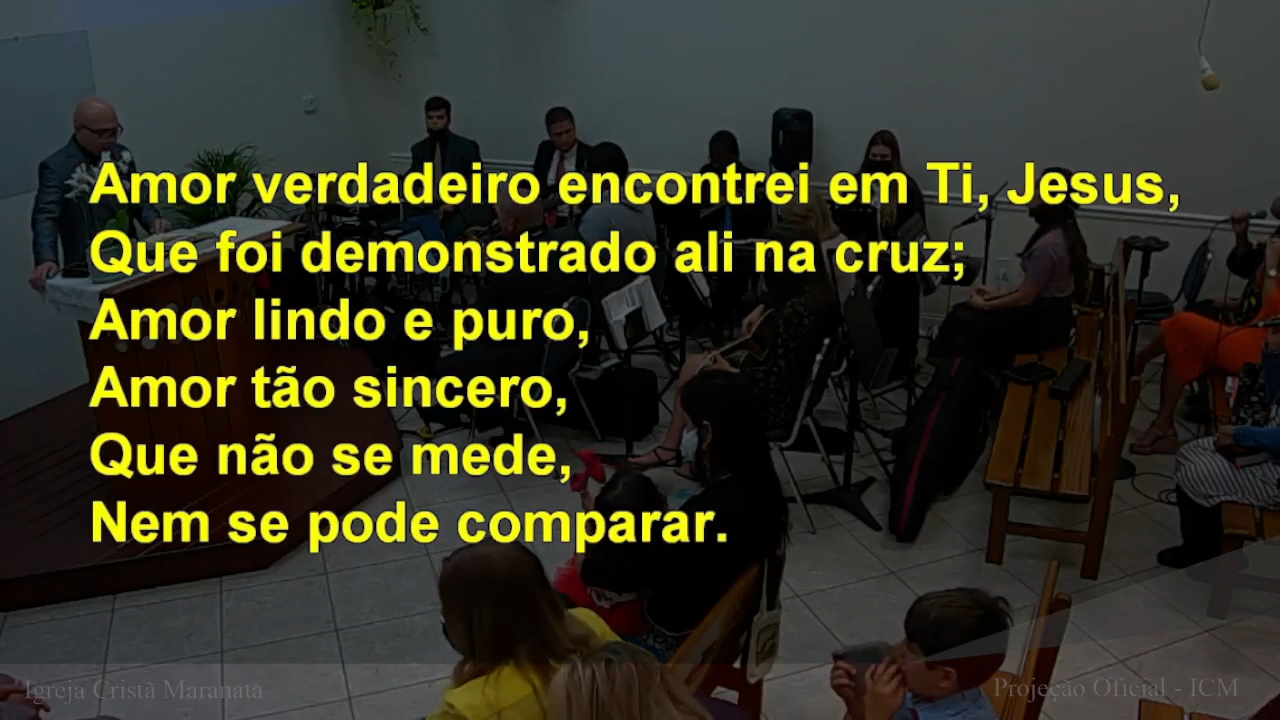 Amor verdadeiro encontrei em Ti, Jesus,
Que foi demonstrado ali na cruz;
Amor lindo e puro,
Amor tão sincero,
Que não se mede,
Nem se pode comparar.
Igreja Cristã Maranata
Projeção Oficial - ICM